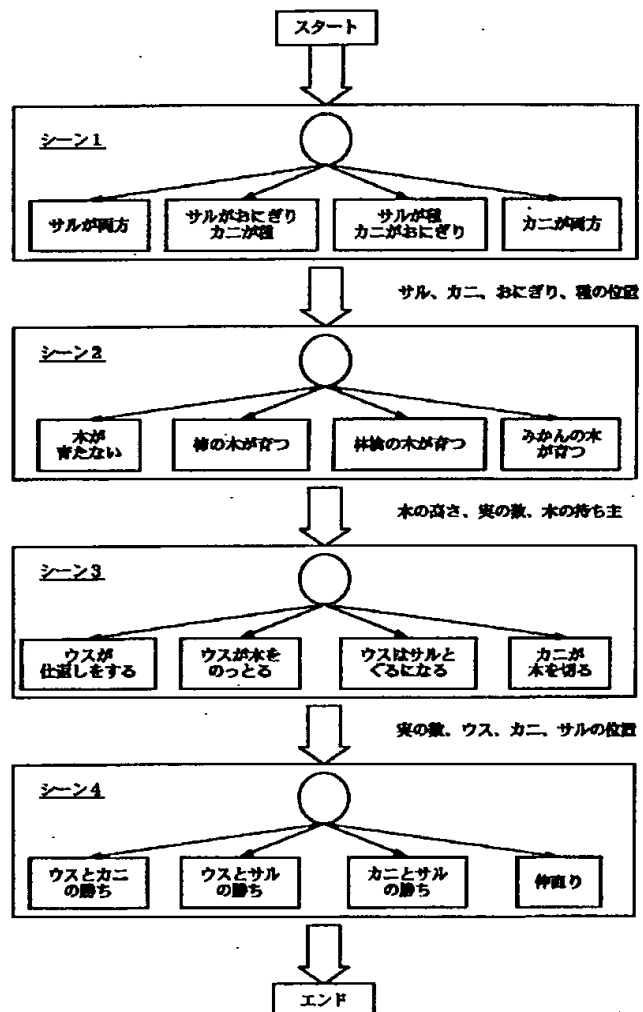 スタート
シーン1
サルが両方
サルがおにぎり
カニが種
サルが種
カニがおにぎり
カニが両方
サル、カニ、おにぎり、種の位置
シーン2
木が
育たない
柿の木が育つ
林檎の木が育つ
みかんの木
が育つ
木の高さ、実の数、木の持ち主
シーン3
ウスが
仕返しをする
ウスが木を
のっとる
ウスはサルと
ぐるになる
カニが
木を切る
実の数、ウス、カニ、サルの位置
シーン4
ウスとカニ
の勝ち
ウスとサル
の勝ち
カニとサル
の勝ち
仲直り
エンド